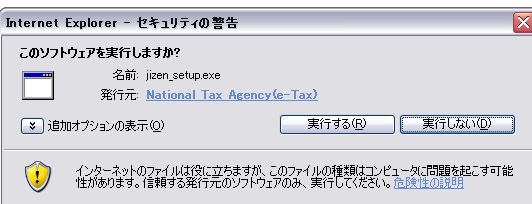 Internet Explorer - セキュリティの警告
このソフトウェアを実行しますか?
名前: jizen_setup.exe
発行元: National Tax Agency(e-Tax)
追加オプションの表示(O)
実行する(R)
実行しない(D)
インターネットのファイルは役に立ちますが、このファイルの種類はコンピュータに問題を起こす可能
性があります。信頼する発行元のソフトウェアのみ、実行してください。危険性の説明